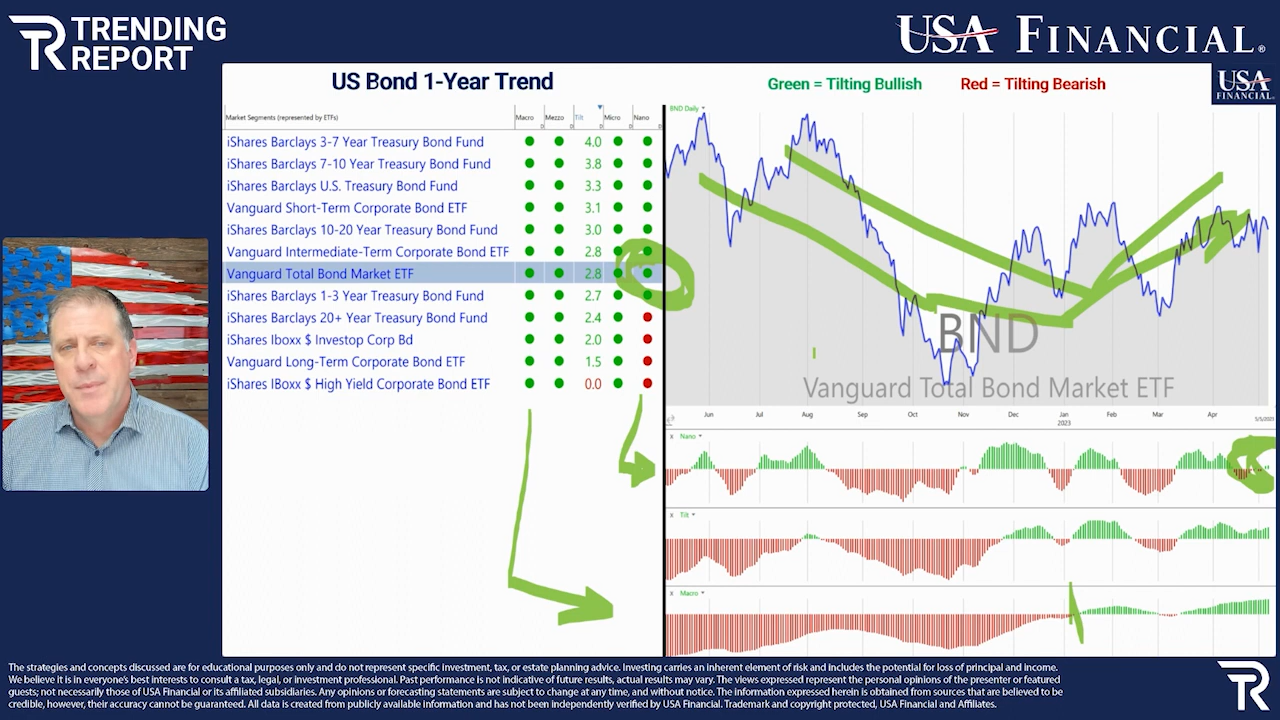 TRENDING
REPORT
USA FINANCIAL®
US Bond 1-Year Trend
Green = Tilting Bullish
Red = Tilting Bearish
USA
FINANCIAL
Market Segments (represented by ETFs) Macro Mezzo Tilt Micro Nano
D D D D D
iShares Barclays 3-7 Year Treasury Bond Fund 4.0
iShares Barclays 7-10 Year Treasury Bond Fund 3.8
iShares Barclays U.S. Treasury Bond Fund 3.3
Vanguard Short-Term Corporate Bond ETF 3.1
iShares Barclays 10-20 Year Treasury Bond Fund 3.0
Vanguard Intermediate-Term Corporate Bond ETF 2.8
Vanguard Total Bond Market ETF 2.8
iShares Barclays 1-3 Year Treasury Bond Fund 2.7
iShares Barclays 20+ Year Treasury Bond Fund 2.4
iShares Iboxx $ Investop Corp Bd 2.0
Vanguard Long-Term Corporate Bond ETF 1.5
iShares IBoxx $ High Yield Corporate Bond ETF 0.0
BND Daily
BND
Vanguard Total Bond Market ETF
Jun Jul Aug Sep Oct Nov Dec Jan Feb Mar Apr
2023
5/5/2023
x Nano
x Tilt
x Macro
The strategies and concepts discussed are for educational purposes only and do not represent specific investment, tax, or estate planning advice. Investing carries an inherent element of risk and includes the potential for loss of principal and income.
We believe it is in everyone's best interests to consult a tax, legal, or investment professional. Past performance is not indicative of future results, actual results may vary. The views expressed represent the personal opinions of the presenter or featured
guests; not necessarily those of USA Financial or its affiliated subsidiaries. Any opinions or forecasting statements are subject to change at any time, and without notice. The information expressed herein is obtained from sources that are believed to be
credible, however, their accuracy cannot be guaranteed. All data is created from publicly available information and has not been independently verified by USA Financial. Trademark and copyright protected, USA Financial and Affiliates.